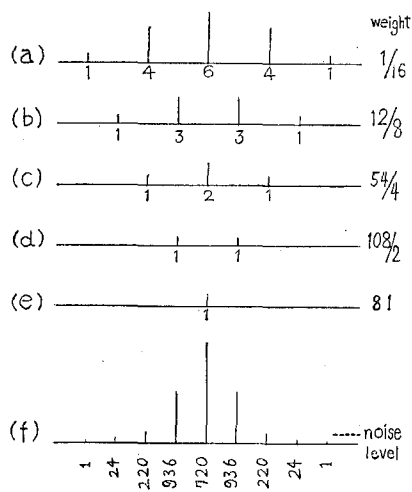 weight
(a) 1 4 6 4 1 1/16
(b) 1 3 3 1 12/8
(c) 1 2 1 54/4
(d) 1 1 108/2
(e) 1 81
(f) noise level
1 24 220 936 720 936 220 24 1